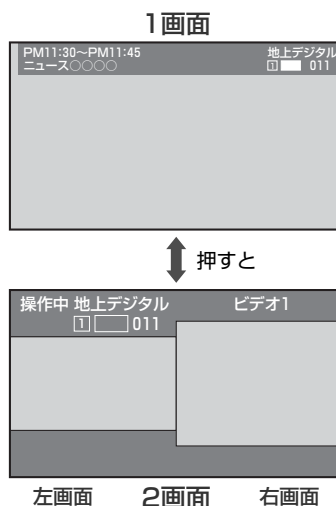 1画面
PM11:30～PM11:45
地上デジタル
ニュース○○○○
1 011
押すと
操作中 地上デジタル
ビデオ1
1 011
左画面 2画面 右画面